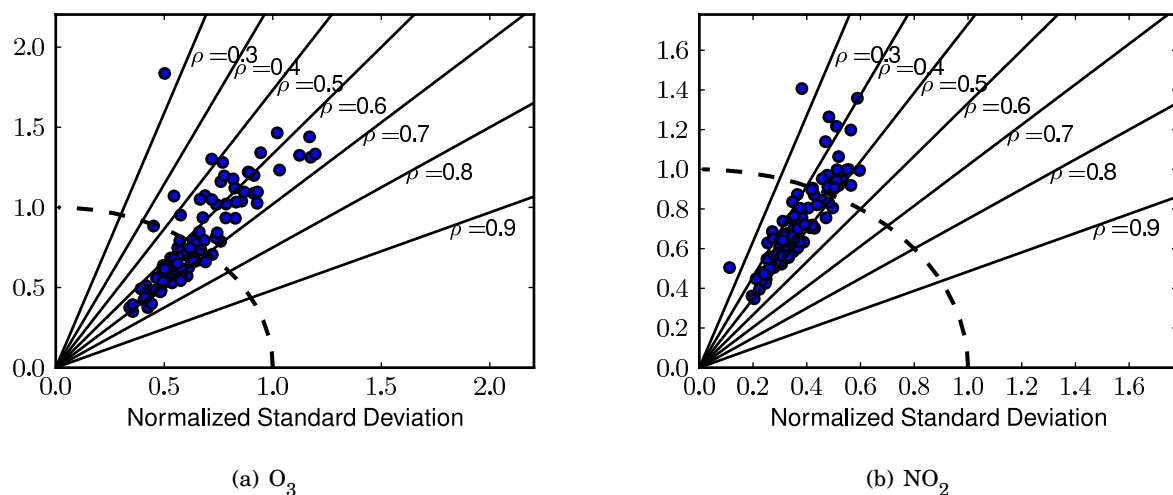 2.0
1.5
1.0
0.5
0.0
0.0 0.5 1.0 1.5 2.0
ρ=0.3
ρ=0.4
ρ=0.5
ρ=0.6
ρ=0.7
ρ=0.8
ρ=0.9
Normalized Standard Deviation
(a) O₃
1.6
1.4
1.2
1.0
0.8
0.6
0.4
0.2
0.0
0.0 0.2 0.4 0.6 0.8 1.0 1.2 1.4 1.6
ρ=0.3
ρ=0.4
ρ=0.5
ρ=0.6
ρ=0.7
ρ=0.8
ρ=0.9
Normalized Standard Deviation
(b) NO₂